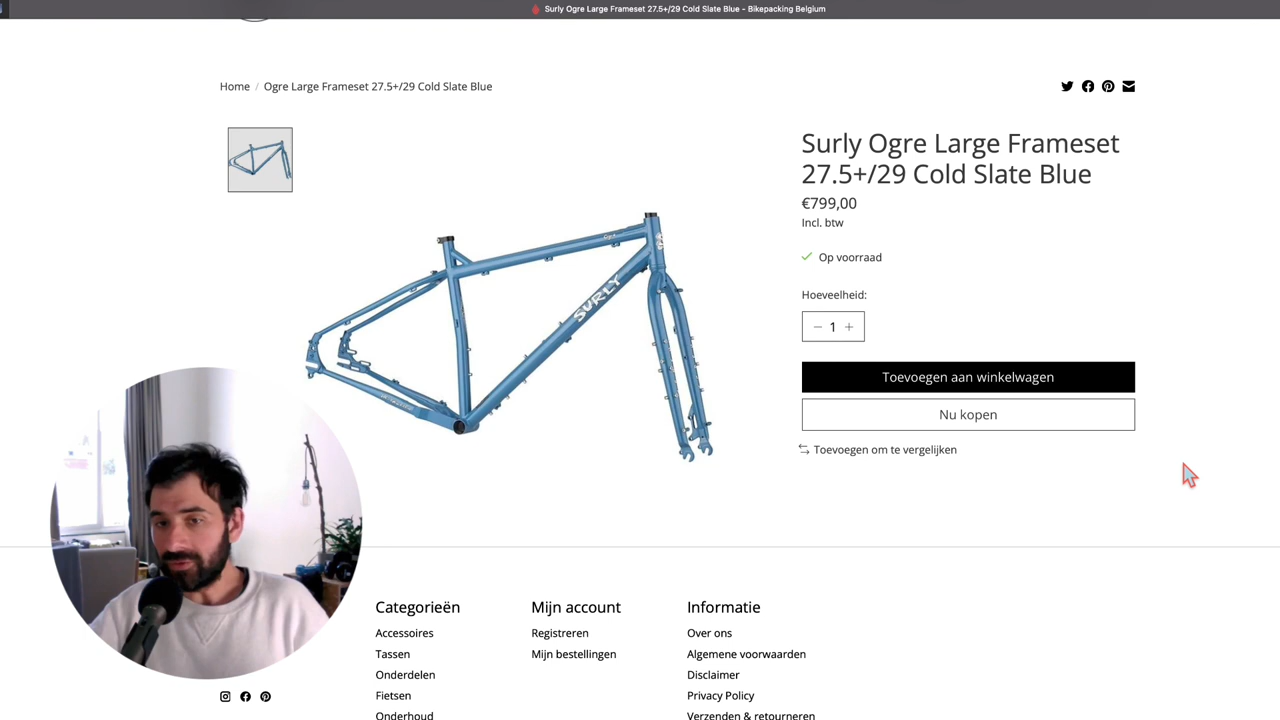 Surly Ogre Large Frameset 27.5+/29 Cold Slate Blue - Bikepacking Belgium
Home / Ogre Large Frameset 27.5+/29 Cold Slate Blue
Surly Ogre Large Frameset
27.5+/29 Cold Slate Blue
€799,00
Incl. btw
Op voorraad
Hoeveelheid:
1
Toevoegen aan winkelwagen
Nu kopen
Toevoegen om te vergelijken
SURLY
Ogre
Categorieën
Accessoires
Tassen
Onderdelen
Fietsen
Onderhoud
Mijn account
Registreren
Mijn bestellingen
Informatie
Over ons
Algemene voorwaarden
Disclaimer
Privacy Policy
Verzenden & retourneren